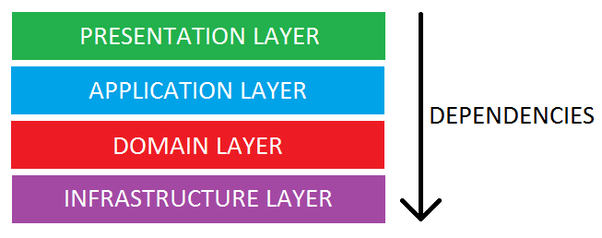 PRESENTATION LAYER
APPLICATION LAYER
DEPENDENCIES
DOMAIN LAYER
INFRASTRUCTURE LAYER